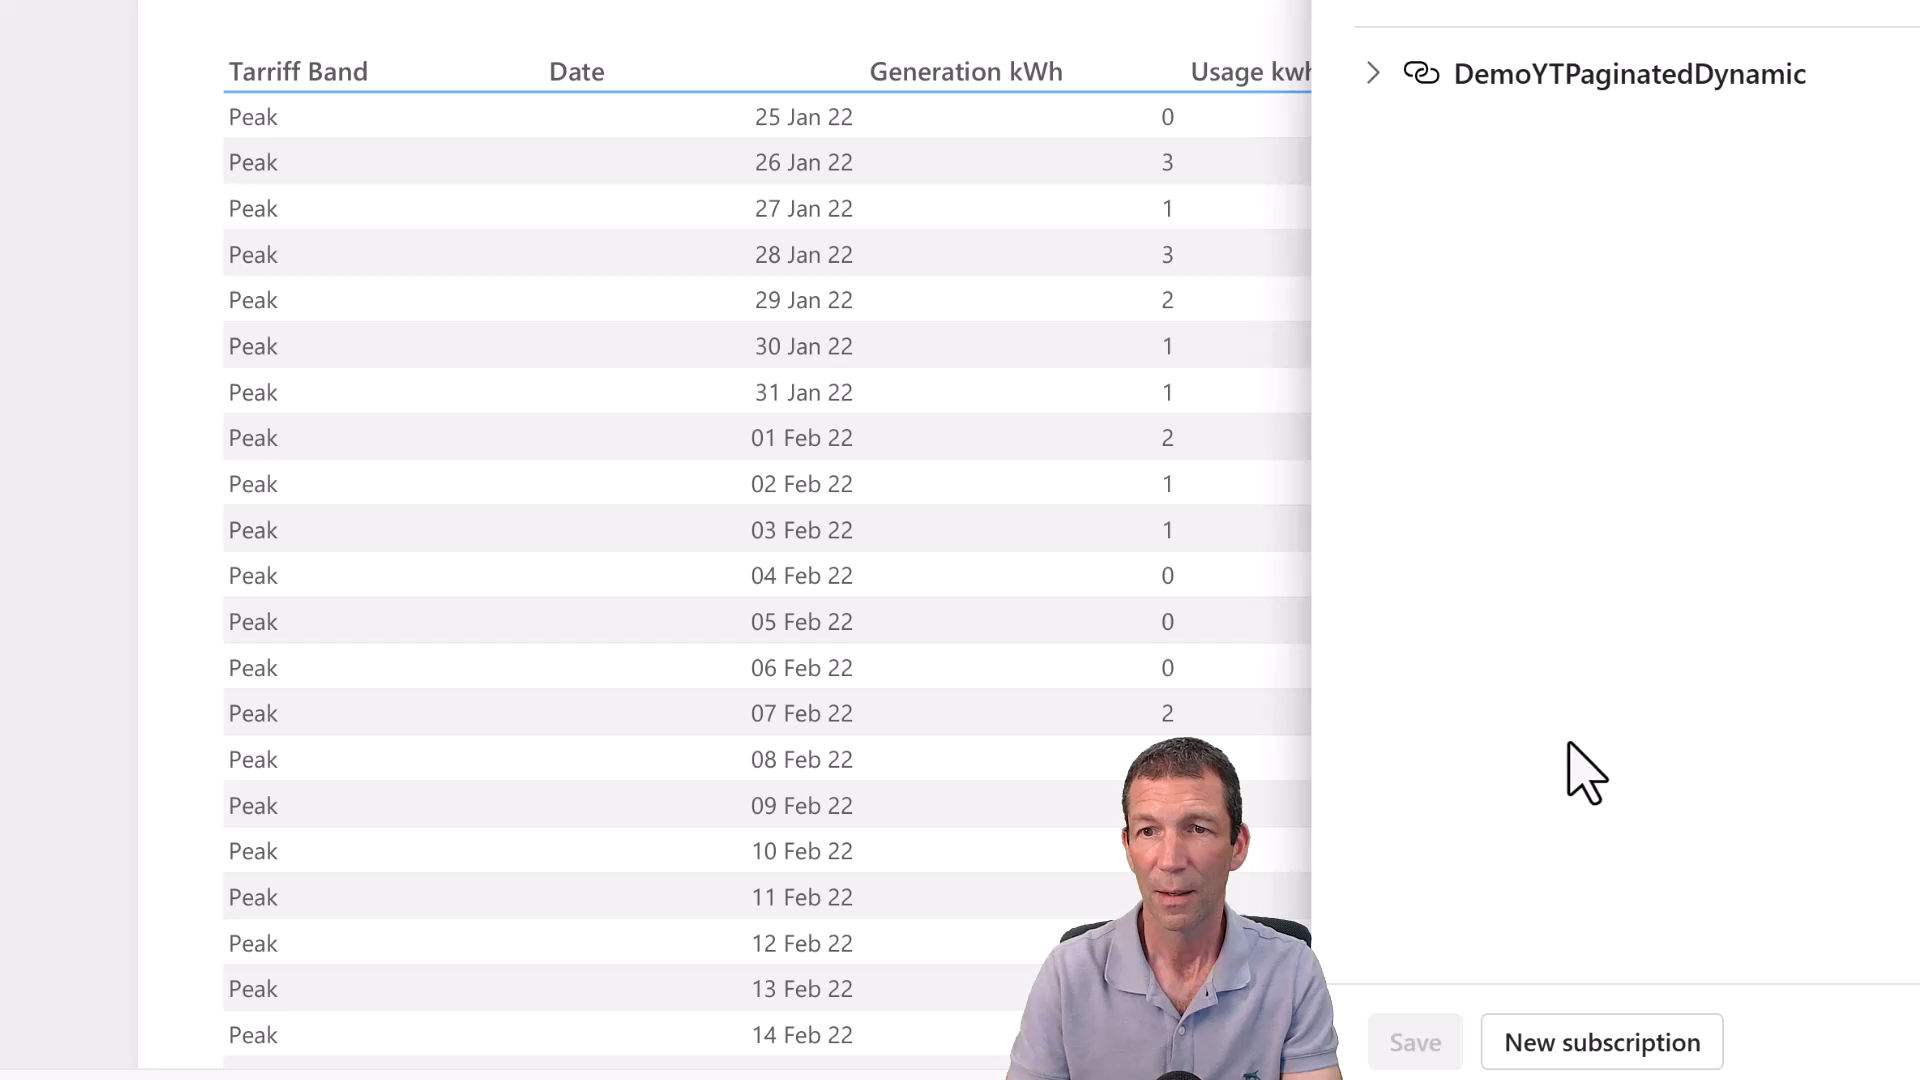 Tarriff Band Date Generation kWh Usage kwh
Peak 25 Jan 22 0
Peak 26 Jan 22 3
Peak 27 Jan 22 1
Peak 28 Jan 22 3
Peak 29 Jan 22 2
Peak 30 Jan 22 1
Peak 31 Jan 22 1
Peak 01 Feb 22 2
Peak 02 Feb 22 1
Peak 03 Feb 22 1
Peak 04 Feb 22 0
Peak 05 Feb 22 0
Peak 06 Feb 22 0
Peak 07 Feb 22 2
Peak 08 Feb 22
Peak 09 Feb 22
Peak 10 Feb 22
Peak 11 Feb 22
Peak 12 Feb 22
Peak 13 Feb 22
Peak 14 Feb 22
DemoYTPaginatedDynamic
Save New subscription